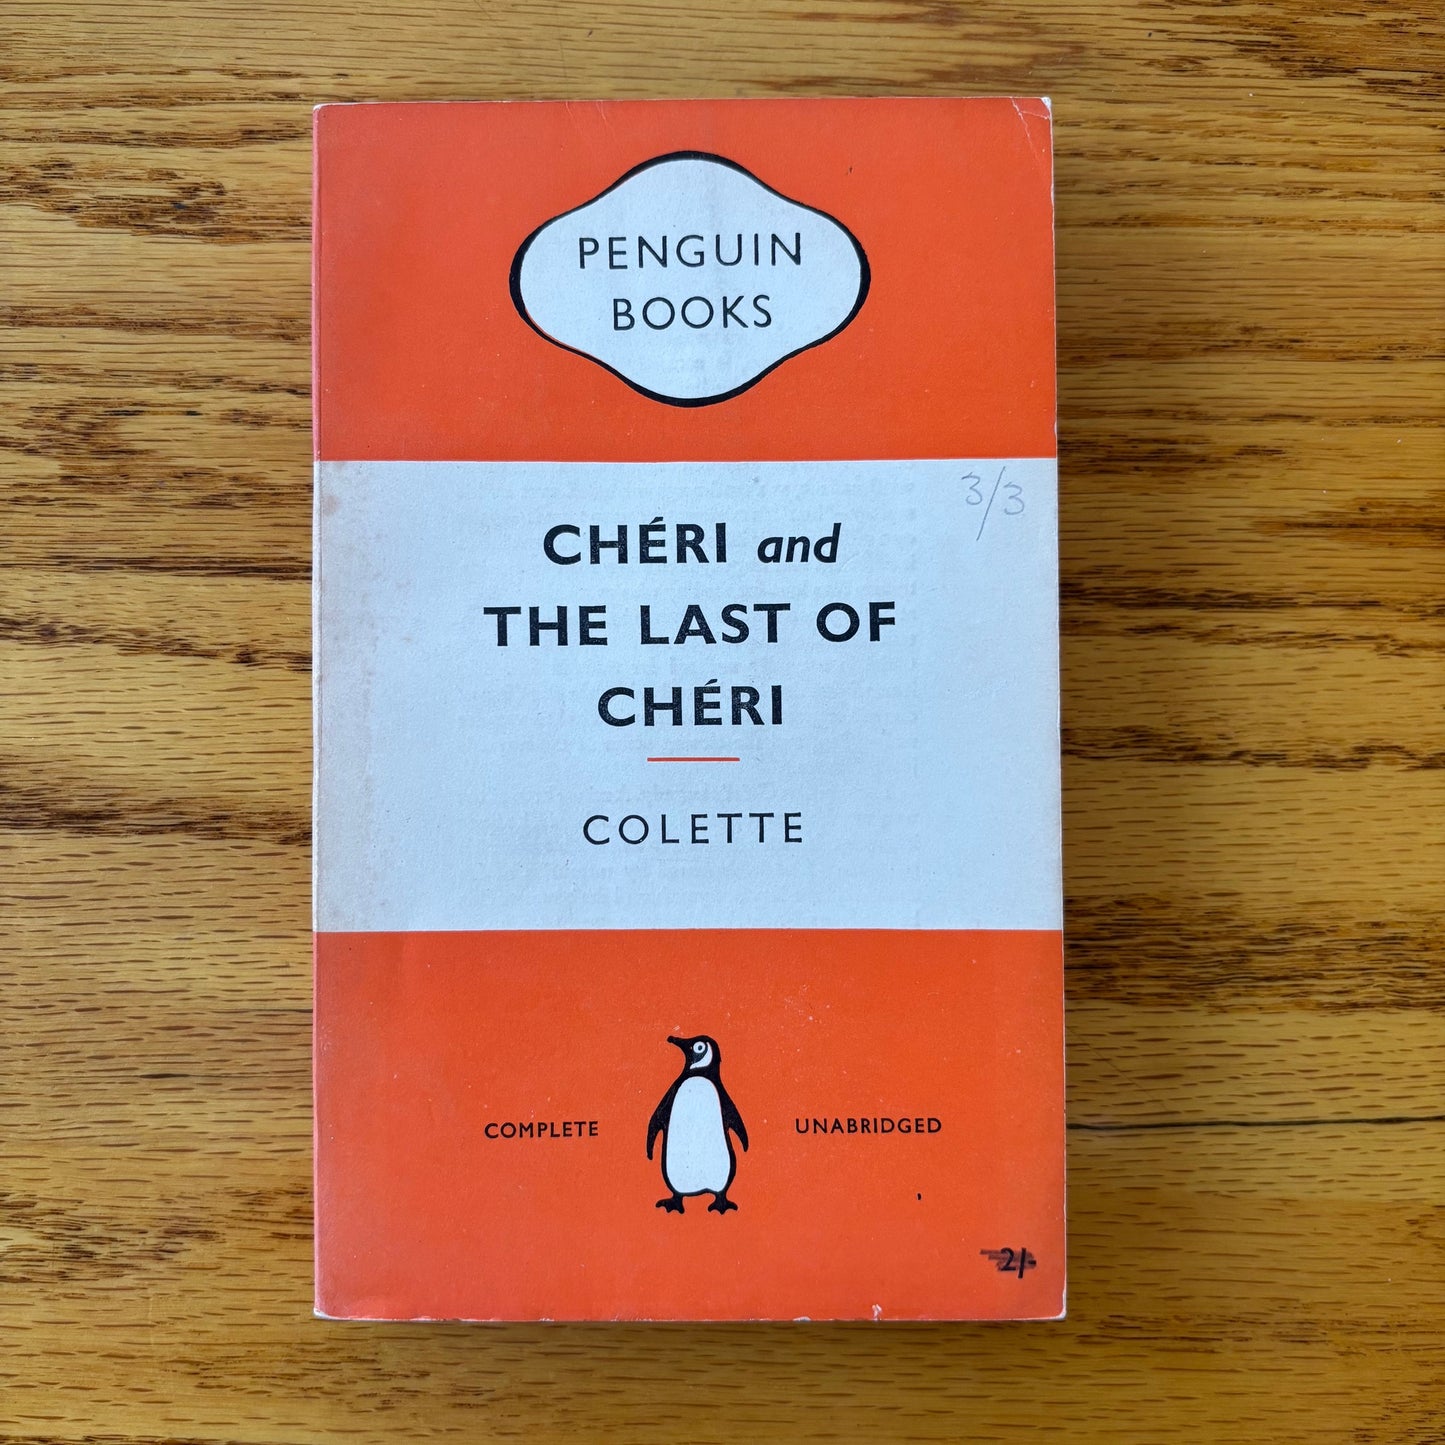 PENGUIN
BOOKS
3/3
CHÉRI and
THE LAST OF
CHÉRI
COLETTE
COMPLETE UNABRIDGED
2/-